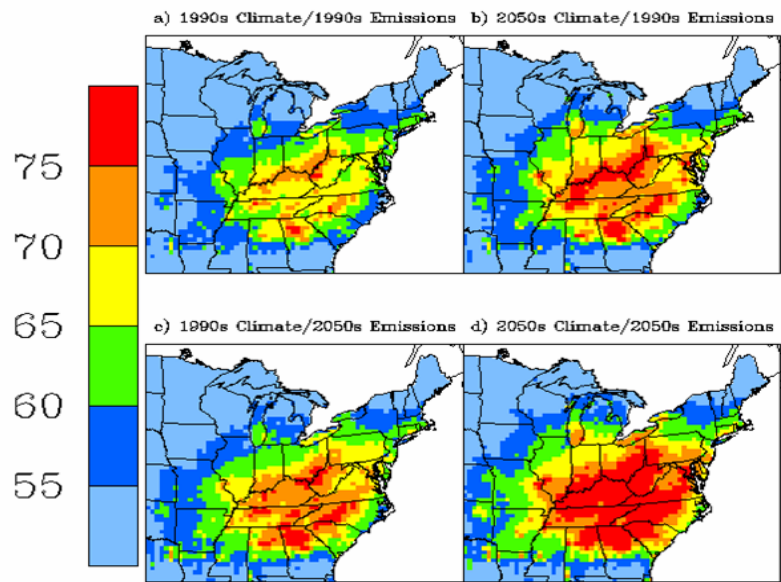 a) 1990s Climate/1990s Emissions
b) 2050s Climate/1990s Emissions
75
70
65
60
55
c) 1990s Climate/2050s Emissions
d) 2050s Climate/2050s Emissions